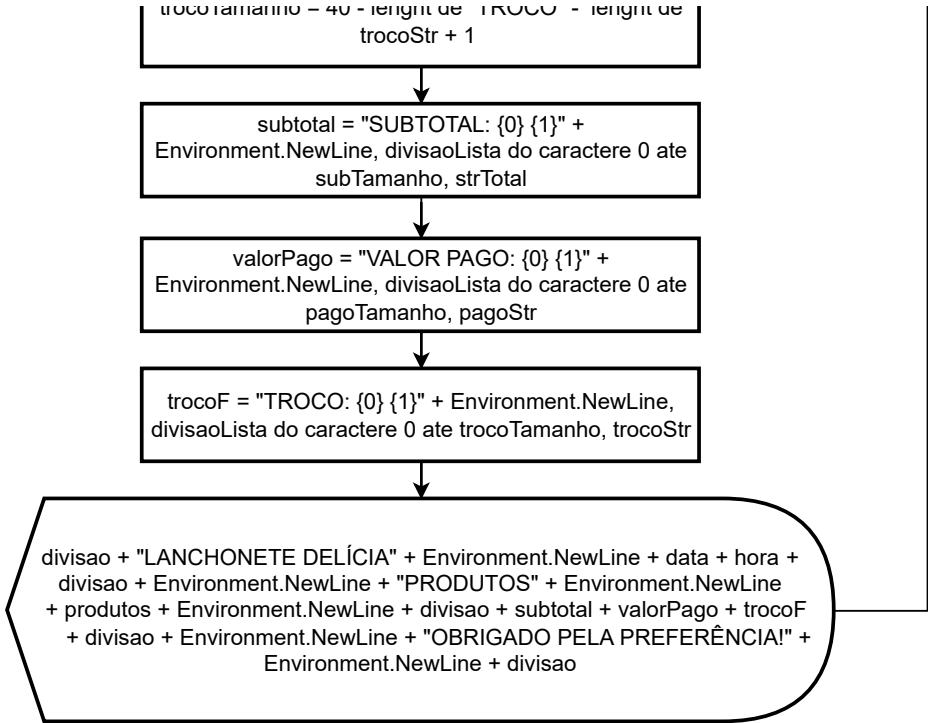 trocoTamanho = 40 - lenght de "TROCO" - lenght de
trocoStr + 1
subtotal = "SUBTOTAL: {0} {1}" +
Environment.NewLine, divisaoLista do caractere 0 ate
subTamanho, strTotal
valorPago = "VALOR PAGO: {0} {1}" +
Environment.NewLine, divisaoLista do caractere 0 ate
pagoTamanho, pagoStr
trocoF = "TROCO: {0} {1}" + Environment.NewLine,
divisaoLista do caractere 0 ate trocoTamanho, trocoStr
divisao + "LANCHONETE DELÍCIA" + Environment.NewLine + data + hora +
divisao + Environment.NewLine + "PRODUTOS" + Environment.NewLine
+ produtos + Environment.NewLine + divisao + subtotal + valorPago + trocoF
+ divisao + Environment.NewLine + "OBRIGADO PELA PREFERÊNCIA!" +
Environment.NewLine + divisao